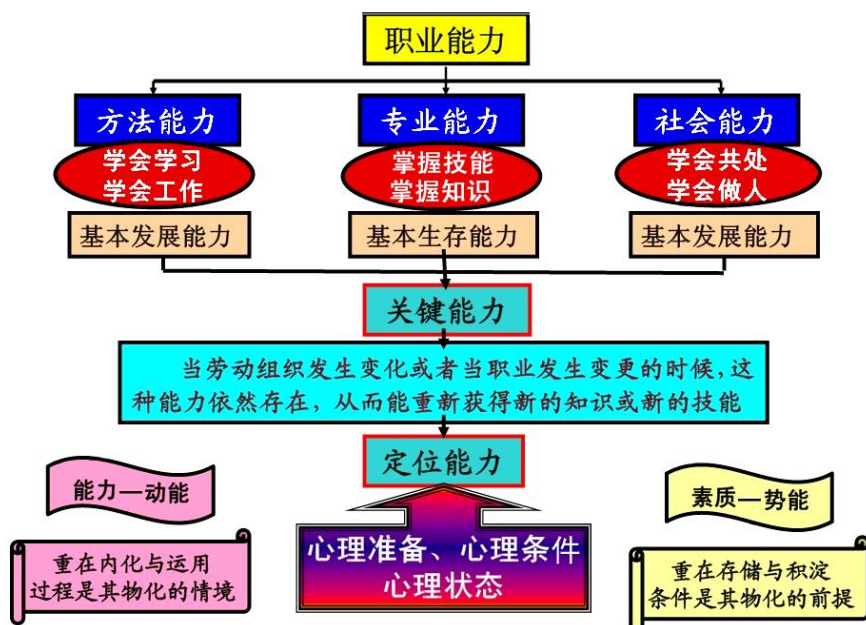 职业能力
方法能力
专业能力
社会能力
学会学习
学会工作
掌握技能
掌握知识
学会共处
学会做人
基本发展能力
基本生存能力
基本发展能力
关键能力
当劳动组织发生变化或者当职业发生变更的时候,这
种能力依然存在,从而能重新获得新的知识或新的技能
定位能力
能力—动能
素质—势能
心理准备、心理条件
心理状态
重在内化与运用
过程是其物化的情境
重在存储与积淀
条件是其物化的前提